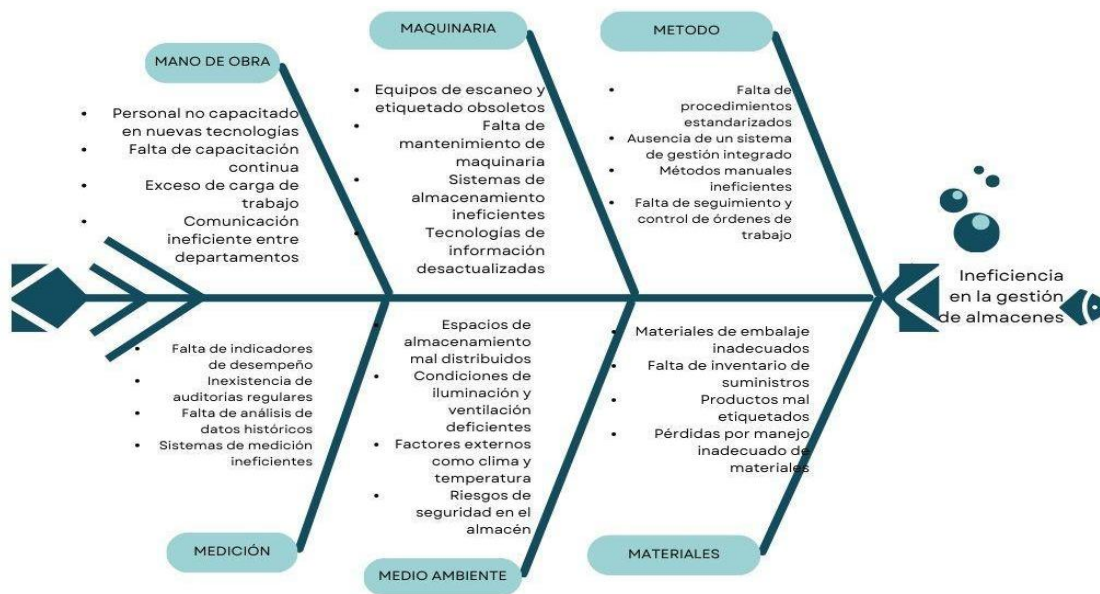 MANO DE OBRA
• Personal no capacitado
en nuevas tecnologías
• Falta de capacitación
continua
• Exceso de carga de
trabajo
• Comunicación
ineficiente entre
departamentos
MAQUINARIA
• Equipos de escaneo y
etiquetado obsoletos
• Falta de
mantenimiento de
maquinaria
• Sistemas de
almacenamiento
ineficientes
• Tecnologías de
información
desactualizadas
METODO
• Falta de
procedimientos
estandarizados
• Ausencia de un sistema
de gestión integrado
• Métodos manuales
ineficientes
• Falta de seguimiento y
control de órdenes de
trabajo
Ineficiencia
en la gestión
de almacenes
• Falta de indicadores
de desempeño
• Inexistencia de
auditorías regulares
• Falta de análisis de
datos históricos
• Sistemas de medición
ineficientes
MEDICIÓN
• Espacios de
almacenamiento
mal distribuidos
• Condiciones de
iluminación y
ventilación
deficientes
• Factores externos
como clima y
temperatura
• Riesgos de
seguridad en el
almacén
MEDIO AMBIENTE
• Materiales de embalaje
inadecuados
• Falta de inventario de
suministros
• Productos mal
etiquetados
• Pérdidas por manejo
inadecuado de
materiales
MATERIALES